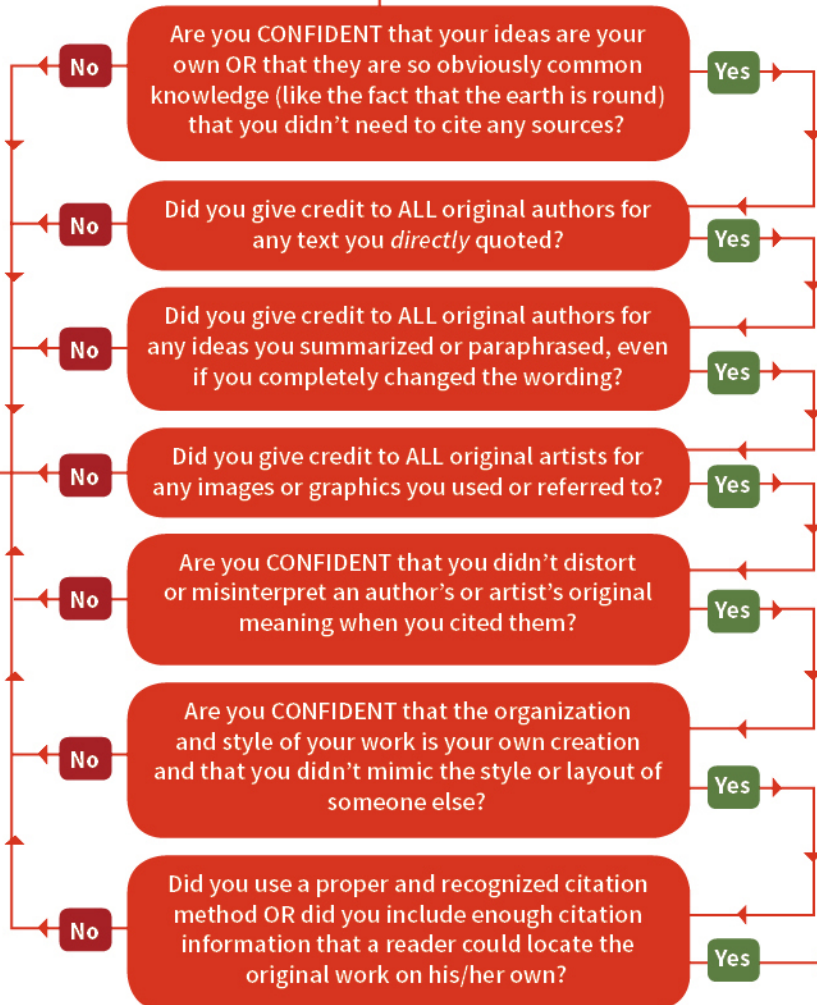 Are you CONFIDENT that your ideas are your
own OR that they are so obviously common
knowledge (like the fact that the earth is round)
that you didn’t need to cite any sources?
No
Yes
Did you give credit to ALL original authors for
any text you directly quoted?
No
Yes
Did you give credit to ALL original authors for
any ideas you summarized or paraphrased, even
if you completely changed the wording?
No
Yes
Did you give credit to ALL original artists for
any images or graphics you used or referred to?
No
Yes
Are you CONFIDENT that you didn’t distort
or misinterpret an author’s or artist’s original
meaning when you cited them?
No
Yes
Are you CONFIDENT that the organization
and style of your work is your own creation
and that you didn’t mimic the style or layout of
someone else?
No
Yes
Did you use a proper and recognized citation
method OR did you include enough citation
information that a reader could locate the
original work on his/her own?
No
Yes